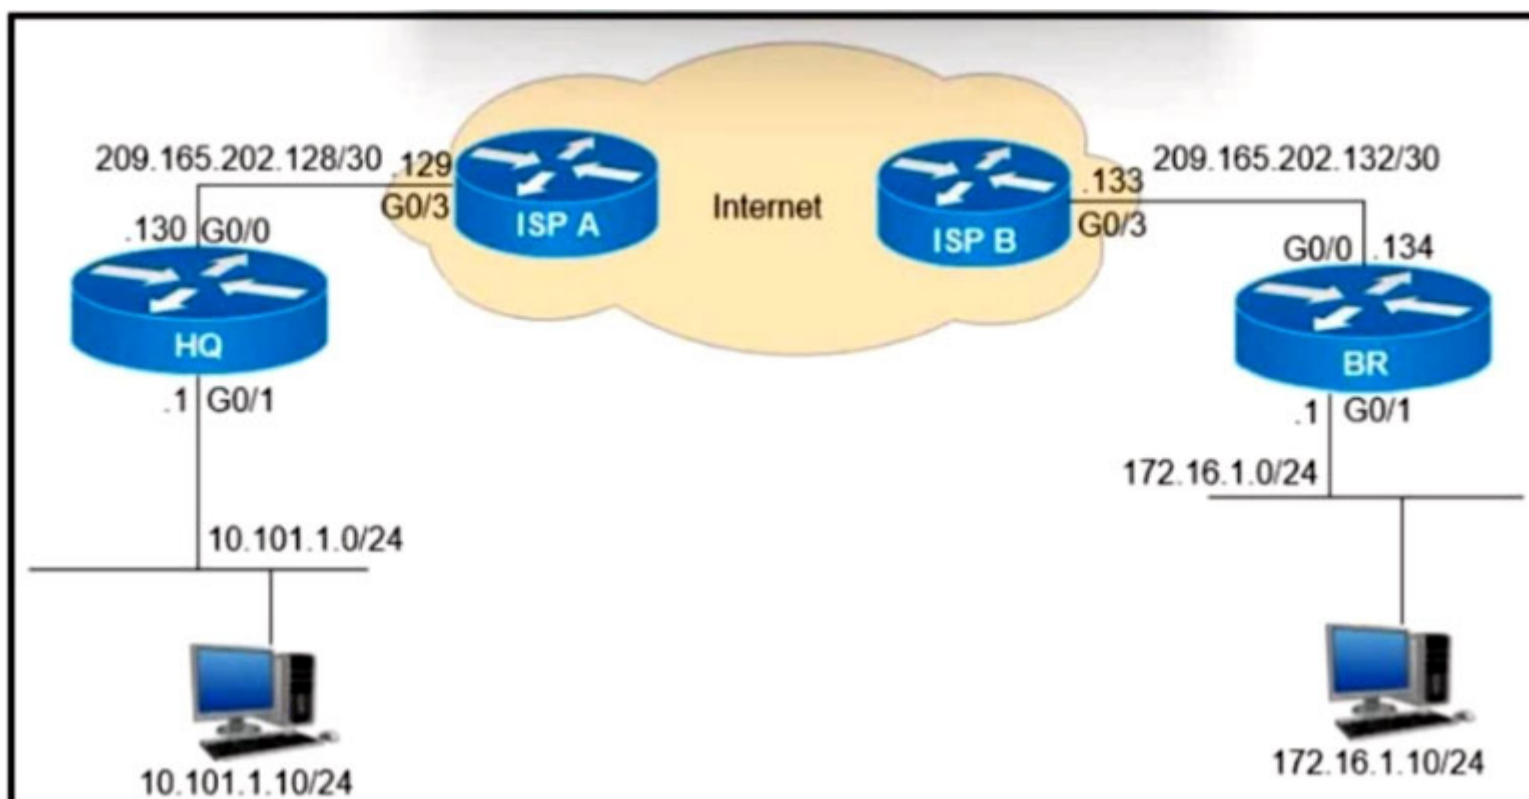 209.165.202.128/30
.129
G0/3
ISP A
Internet
ISP B
.133
G0/3
209.165.202.132/30
.130 G0/0
HQ
.1 G0/1
10.101.1.0/24
10.101.1.10/24
G0/0 .134
BR
.1 G0/1
172.16.1.0/24
172.16.1.10/24